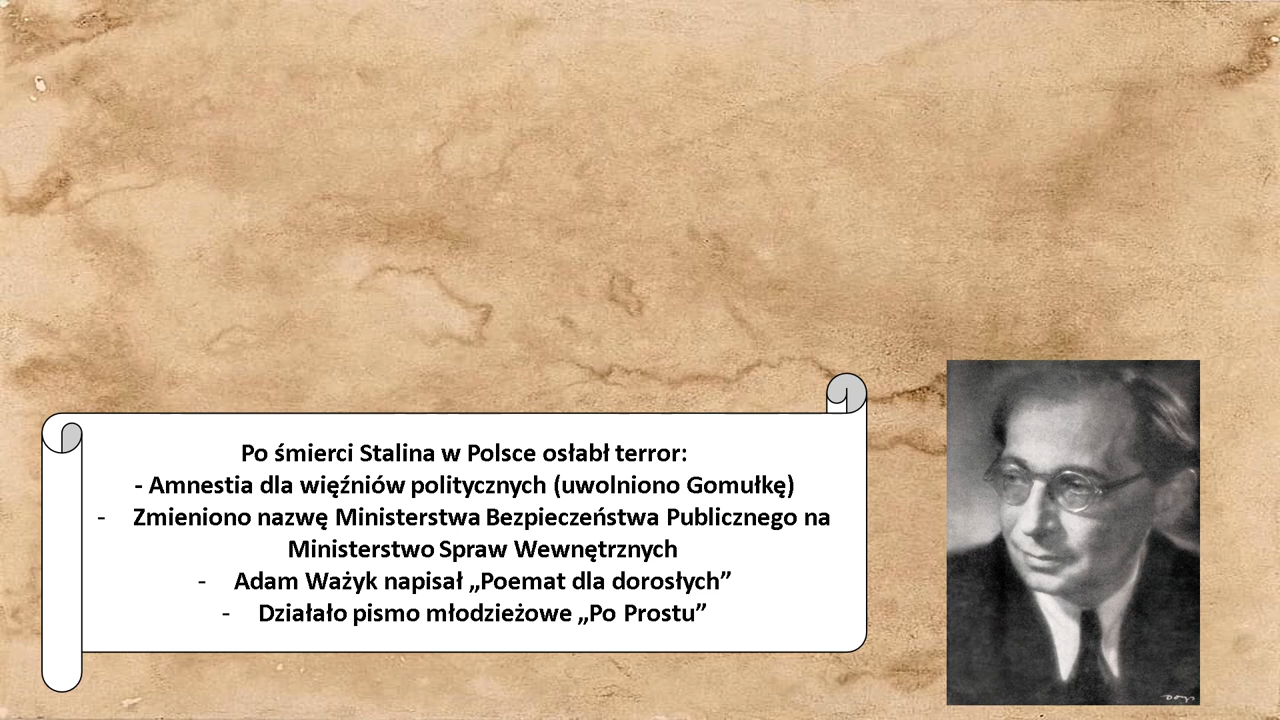 Po śmierci Stalina w Polsce osłabł terror:
- Amnestia dla więźniów politycznych (uwolniono Gomułkę)
- Zmieniono nazwę Ministerstwa Bezpieczeństwa Publicznego na
Ministerstwo Spraw Wewnętrznych
- Adam Ważyk napisał „Poemat dla dorosłych”
- Działało pismo młodzieżowe „Po Prostu”